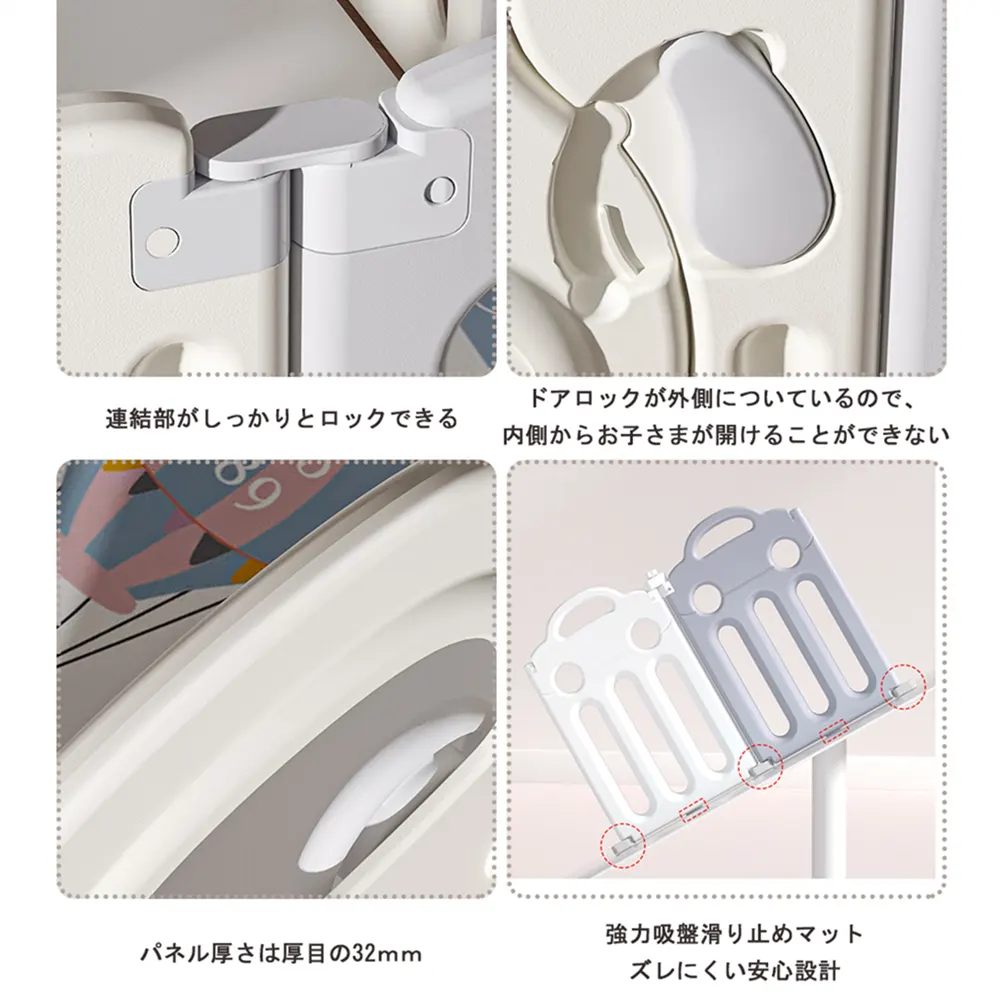 連結部がしっかりとロックできる
ドアロックが外側についているので、
内側からお子さまが開けることができない
8
9
パネル厚さは厚目の32mm
強力吸盤滑り止めマット
ズレにくい安心設計